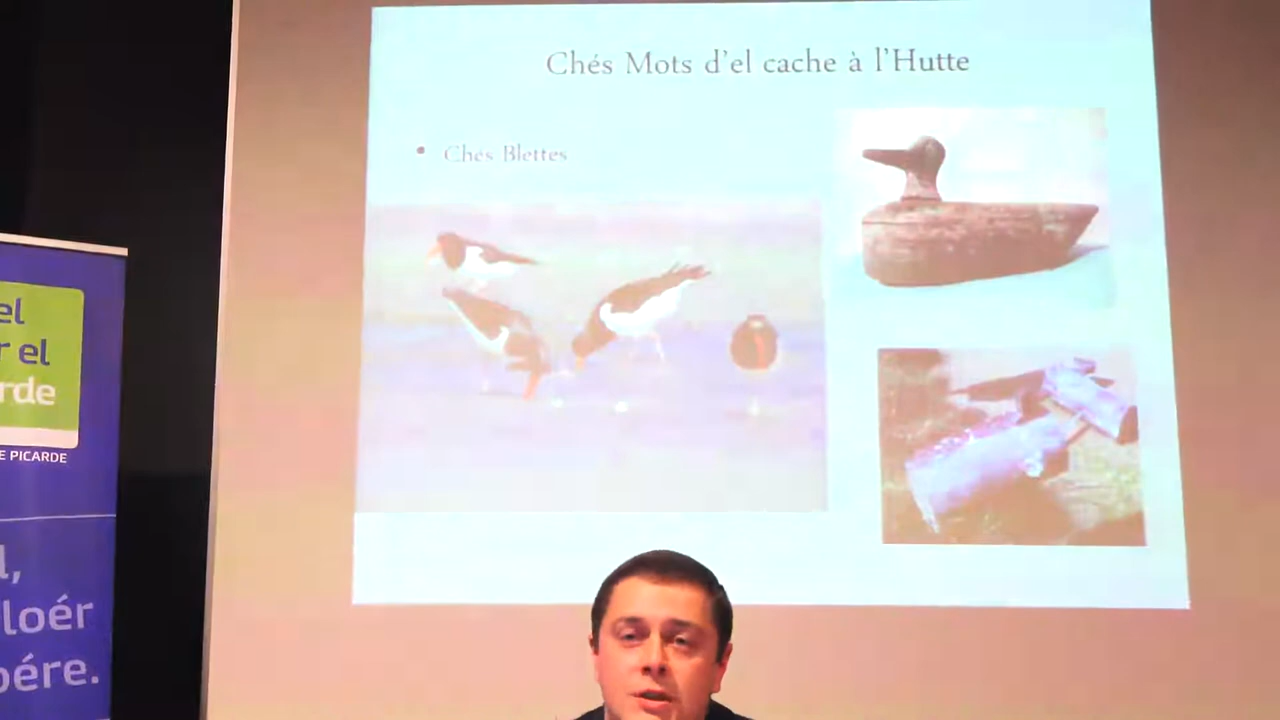 Chés Mots d'el cache à l'Hutte
• Chés Blettes
el
r el
rde
E PICARDE
l,
loér
pére.